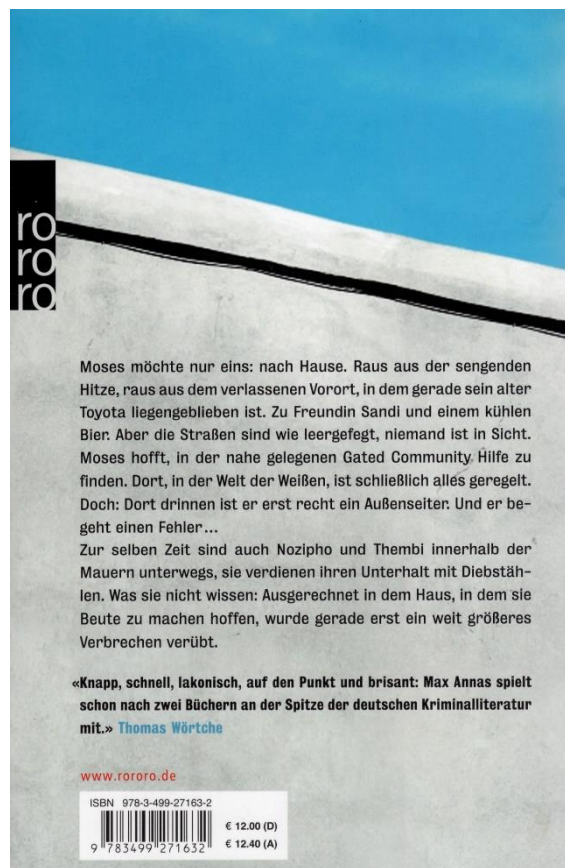 ro
ro
ro
Moses möchte nur eins: nach Hause. Raus aus der sengenden
Hitze, raus aus dem verlassenen Vorort, in dem gerade sein alter
Toyota liegengeblieben ist. Zu Freundin Sandi und einem kühlen
Bier. Aber die Straßen sind wie leergefegt, niemand ist in Sicht.
Moses hofft, in der nahe gelegenen Gated Community Hilfe zu
finden. Dort, in der Welt der Weißen, ist schließlich alles geregelt.
Doch: Dort drinnen ist er erst recht ein Außenseiter. Und er be-
geht einen Fehler...
Zur selben Zeit sind auch Nozipho und Thembi innerhalb der
Mauern unterwegs, sie verdienen ihren Unterhalt mit Diebstäh-
len. Was sie nicht wissen: Ausgerechnet in dem Haus, in dem sie
Beute zu machen hoffen, wurde gerade erst ein weit größeres
Verbrechen verübt.
«Knapp, schnell, lakonisch, auf den Punkt und brisant: Max Annas spielt
schon nach zwei Büchern an der Spitze der deutschen Kriminalliteratur
mit.» Thomas Wörtche
www.rororo.de
ISBN 978-3-499-27163-2
€ 12.00 (D)
€ 12.40 (A)
9 783499 271632